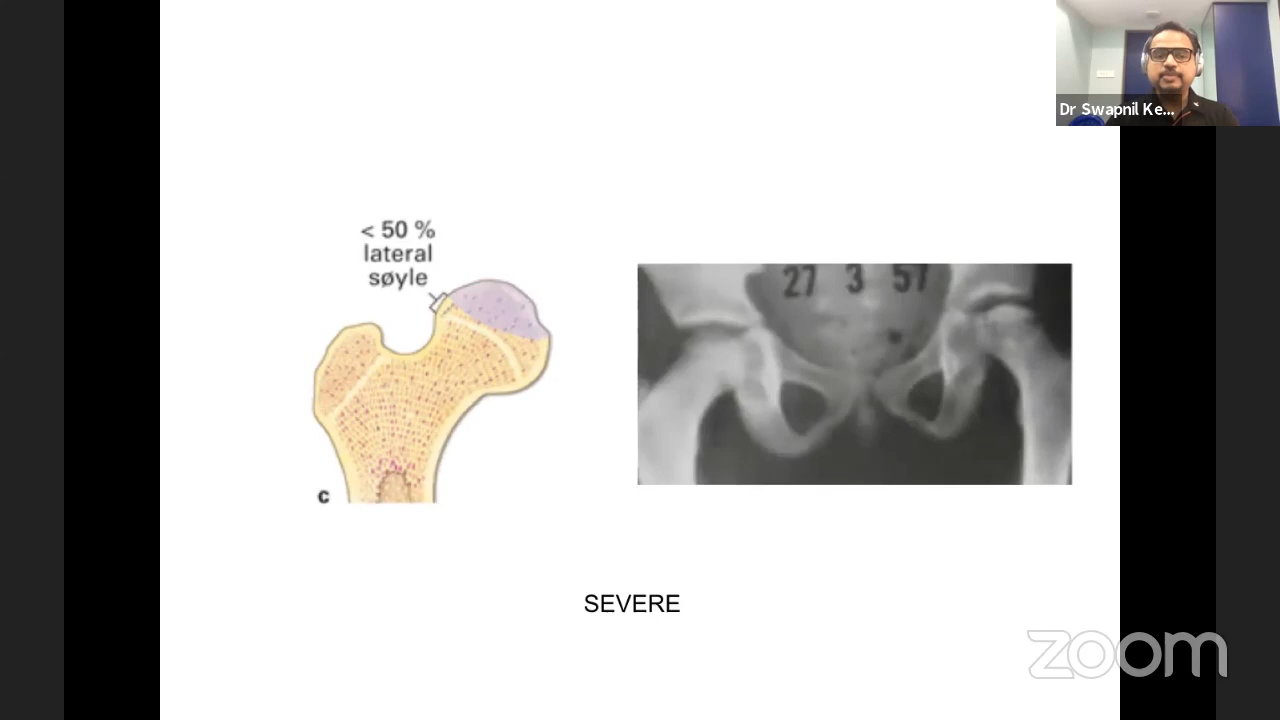 Dr Swapnil Ke...
< 50 %
lateral
søyle
27 3 57
c
SEVERE
zoom